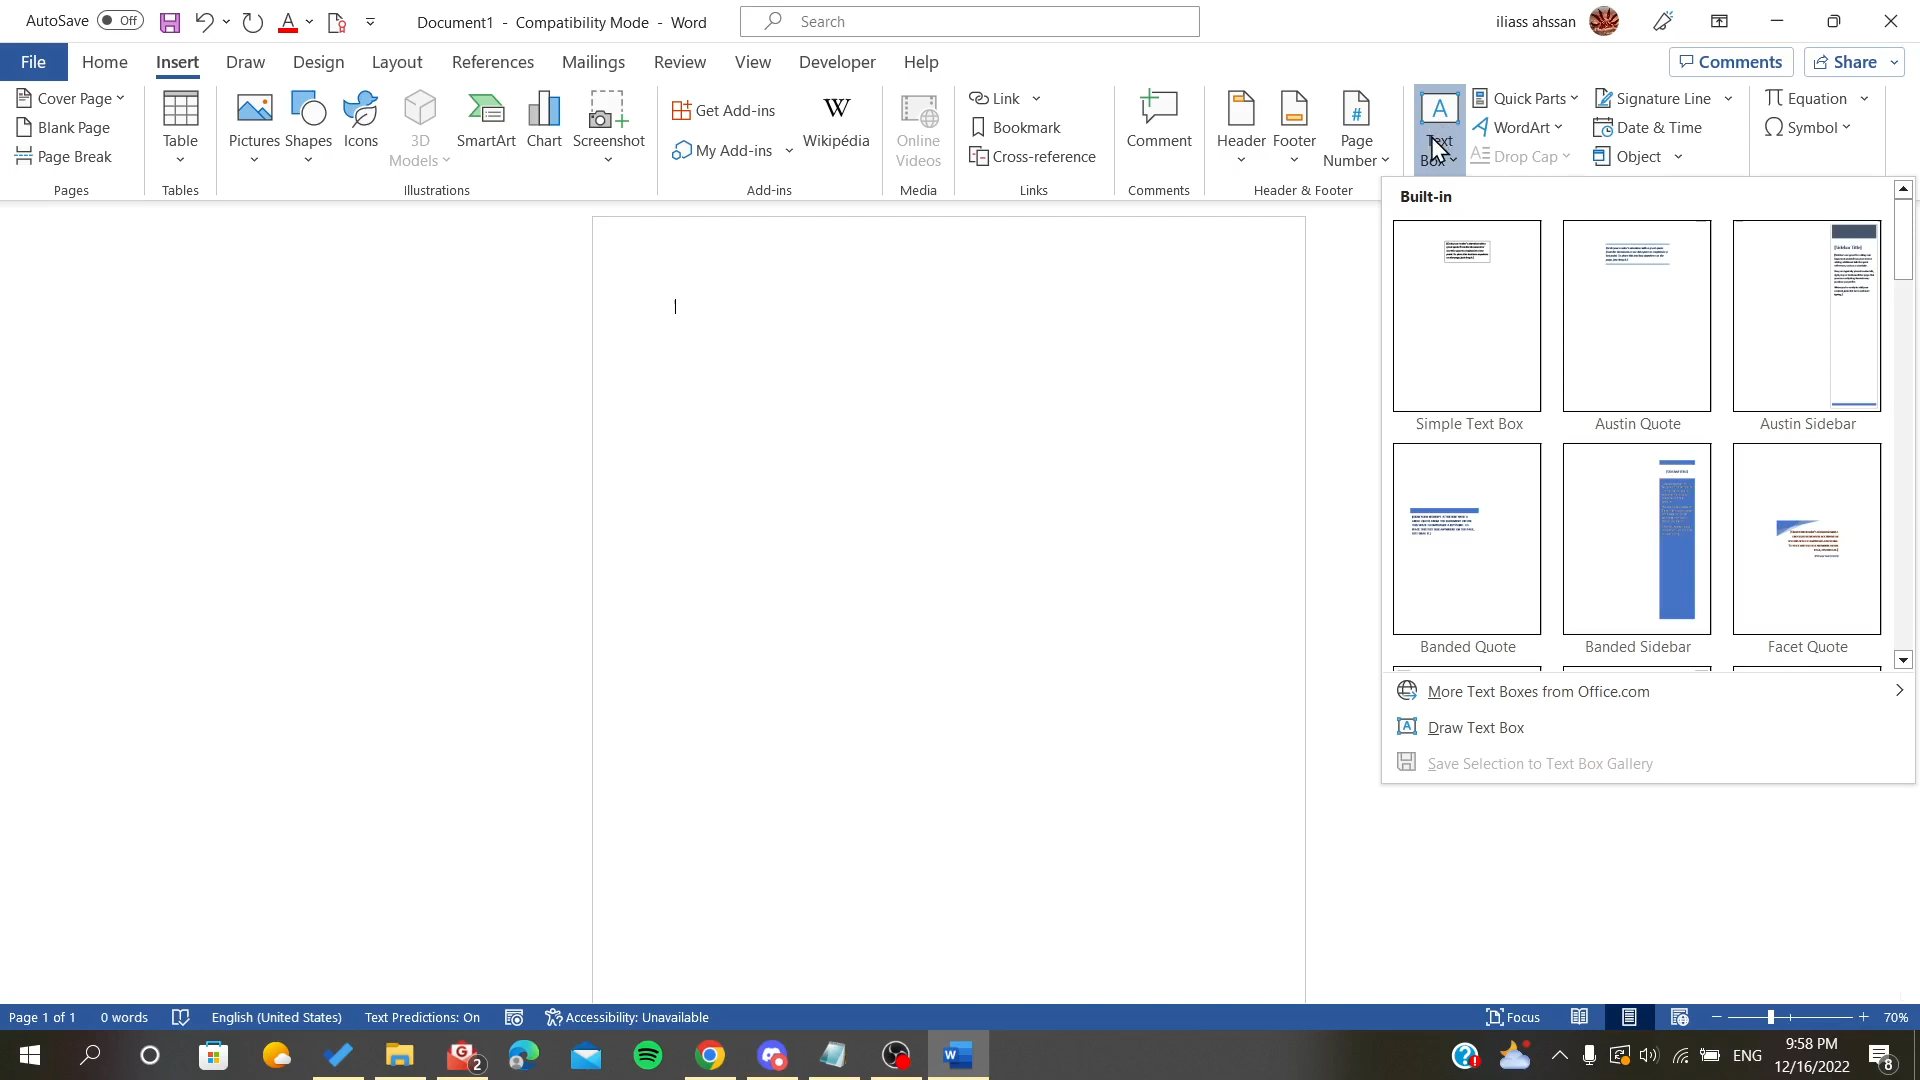 AutoSave Off
Document1 - Compatibility Mode - Word
Search
iliass ahssan
File Home Insert Draw Design Layout References Mailings Review View Developer Help
Comments Share
Cover Page
Blank Page
Page Break
Pages
Table
Tables
Pictures Shapes Icons 3D Models SmartArt Chart Screenshot
Illustrations
Get Add-ins
My Add-ins
Wikipédia
Add-ins
Online Videos
Media
Link
Bookmark
Cross-reference
Links
Comment
Comments
Header Footer Page Number
Header & Footer
Text Box
Quick Parts
WordArt
Drop Cap
Signature Line
Date & Time
Object
Equation
Symbol
Built-in
Simple Text Box Austin Quote Austin Sidebar
Banded Quote Banded Sidebar Facet Quote
More Text Boxes from Office.com
Draw Text Box
Save Selection to Text Box Gallery
Page 1 of 1 0 words English (United States) Text Predictions: On Accessibility: Unavailable Focus 70%
2
ENG
9:58 PM
12/16/2022
8